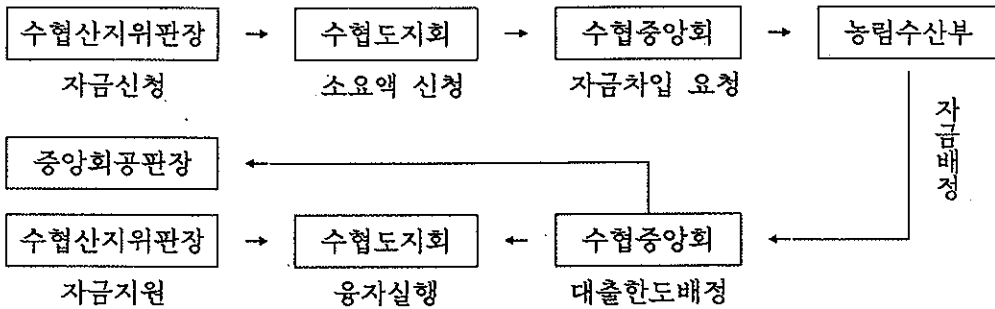 수협산지위판장 → 수협도지회 → 수협중앙회 → 농림수산부
자금신청 소요액 신청 자금차입 요청
자금배정
중앙회공판장
수협산지위판장 → 수협도지회 ← 수협중앙회
자금지원 융자실행 대출한도배정